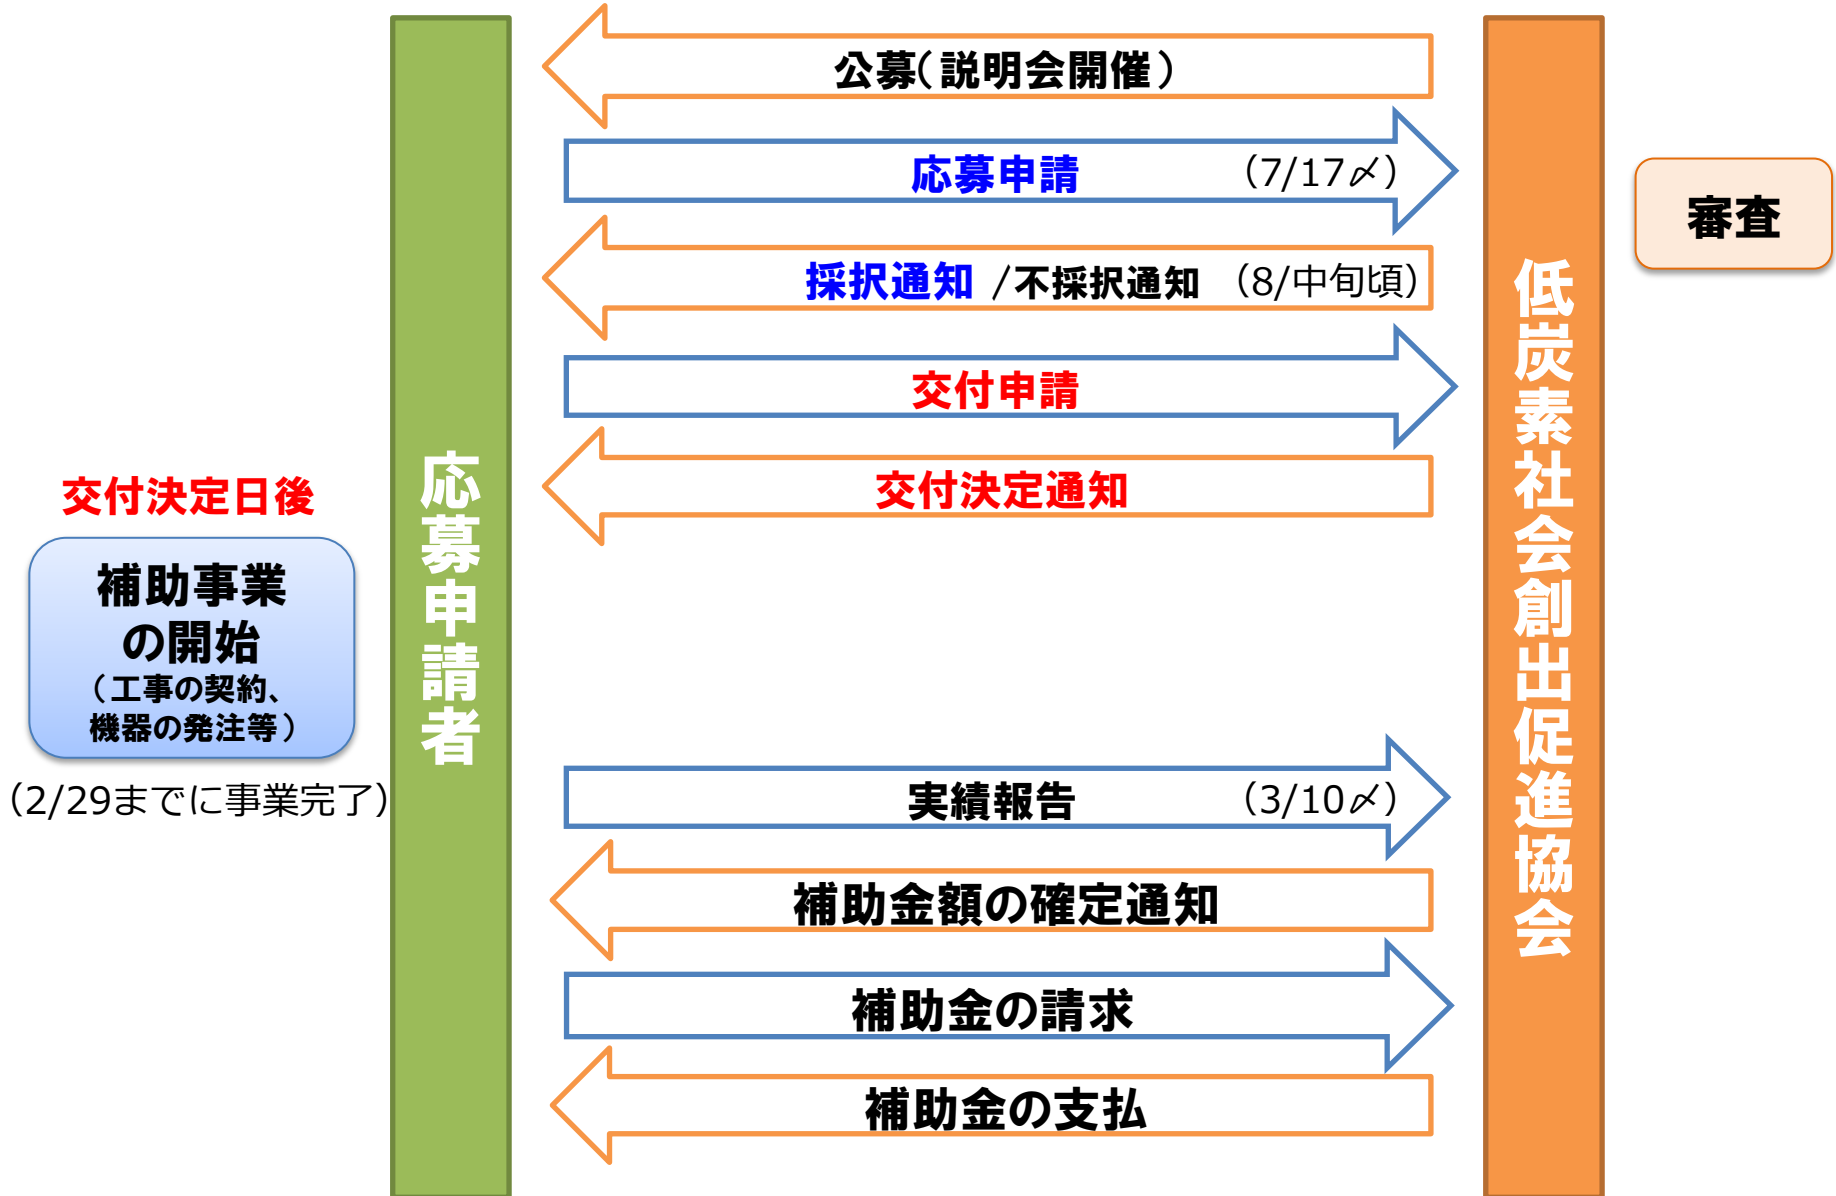 公募（説明会開催）
応募申請 （7/17〆）
審査
採択通知 /不採択通知 （8/中旬頃）
交付申請
交付決定通知
交付決定日後
補助事業
の開始
（工事の契約、
機器の発注等）
（2/29までに事業完了）
応募申請者
低炭素社会創出促進協会
実績報告 （3/10〆）
補助金額の確定通知
補助金の請求
補助金の支払